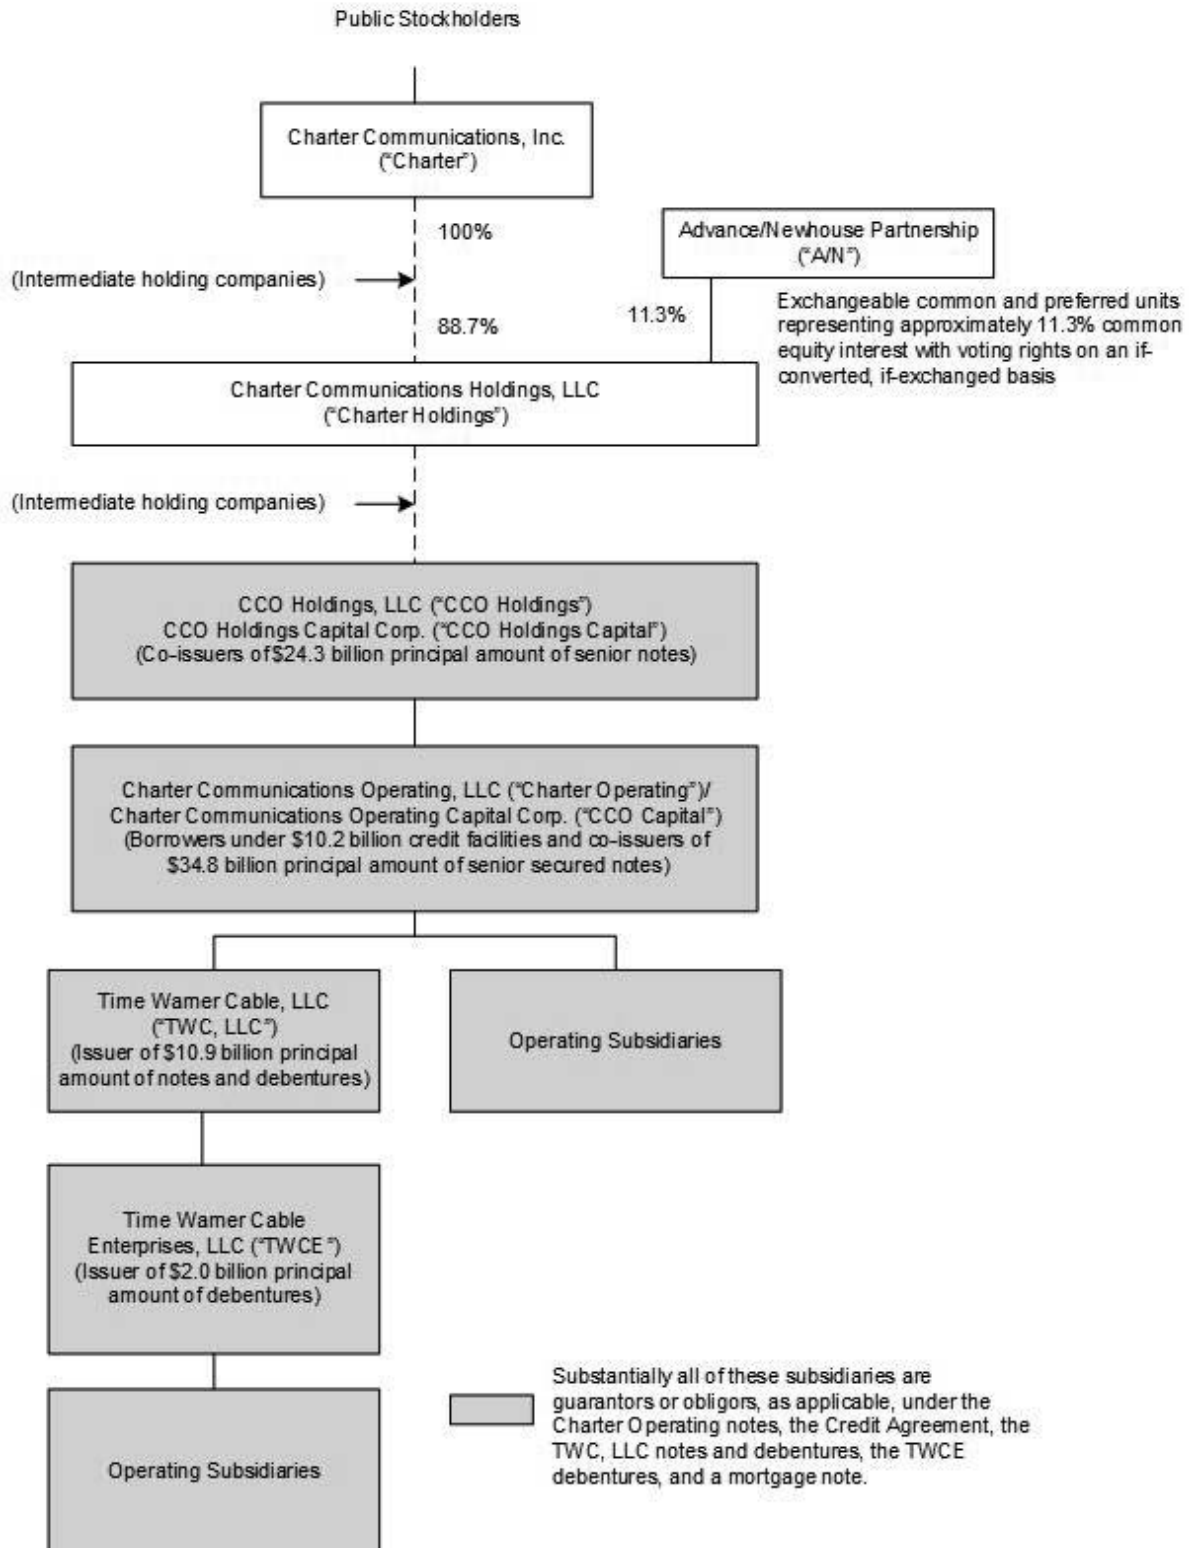 Public Stockholders
Charter Communications, Inc.
("Charter")
100%
Advance/Newhouse Partnership
("A/N")
(Intermediate holding companies)
88.7%
11.3%
Exchangeable common and preferred units
representing approximately 11.3% common
equity interest with voting rights on an if-
converted, if-exchanged basis
Charter Communications Holdings, LLC
("Charter Holdings")
(Intermediate holding companies)
CCO Holdings, LLC ("CCO Holdings")
CCO Holdings Capital Corp. ("CCO Holdings Capital")
(Co-issuers of $24.3 billion principal amount of senior notes)
Charter Communications Operating, LLC ("Charter Operating")/
Charter Communications Operating Capital Corp. ("CCO Capital")
(Borrowers under $10.2 billion credit facilities and co-issuers of
$34.8 billion principal amount of senior secured notes)
Time Warner Cable, LLC
("TWC, LLC")
(Issuer of $10.9 billion principal
amount of notes and debentures)
Operating Subsidiaries
Time Warner Cable
Enterprises, LLC ("TWCE")
(Issuer of $2.0 billion principal
amount of debentures)
Operating Subsidiaries
Substantially all of these subsidiaries are
guarantors or obligors, as applicable, under the
Charter Operating notes, the Credit Agreement, the
TWC, LLC notes and debentures, the TWCE
debentures, and a mortgage note.